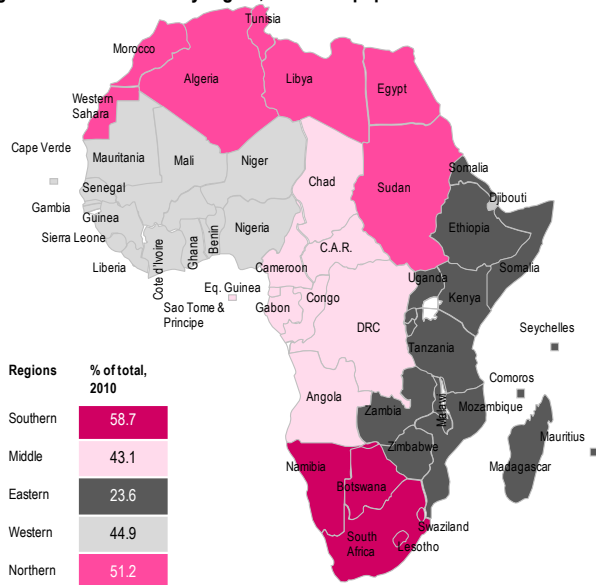 Tunisia
Morocco
Algeria
Libya
Egypt
Western
Sahara
Cape Verde
Mauritania
Mali
Niger
Chad
Sudan
Somalia
Senegal
Djibouti
Gambia
Guinea
Nigeria
Ethiopia
Sierra Leone
Benin
Ghana
Cote d'Ivoire
C.A.R.
Liberia
Cameroon
Somalia
Uganda
Eq. Guinea
Kenya
Sao Tome &
Principe
Gabon
Congo
DRC
Seychelles
Tanzania
Regions
% of total,
2010
Comoros
Angola
Malawi
Zambia
Mozambique
Southern 58.7
Mauritius
Zimbabwe
Middle 43.1
Namibia
Madagascar
Botswana
Eastern 23.6
Swaziland
South
Africa
Lesotho
Western 44.9
Northern 51.2